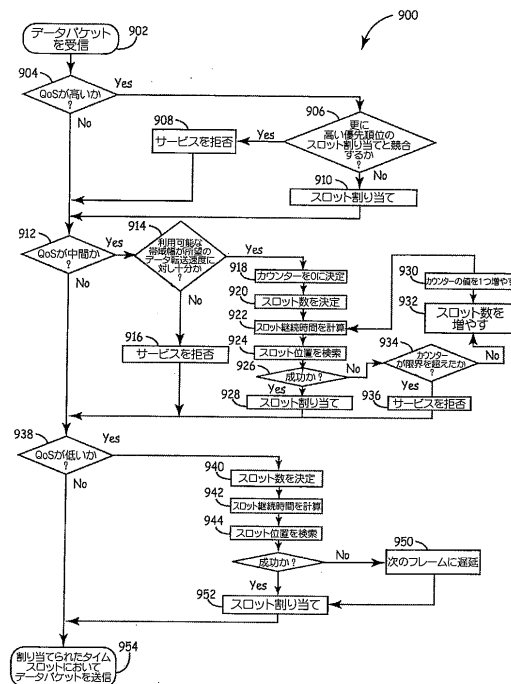 900
データパケット
を受信
902
904
QoSが高いか
?
Yes
No
906
更に
高い優先順位の
スロット割り当てと競合
するか
?
Yes
No
908
サービスを拒否
910
スロット割り当て
912
QoSが中間か
?
Yes
No
914
利用可能な
帯域幅が所望の
データ転送速度に
対し十分か
?
Yes
No
916
サービスを拒否
918
カウンターを0に決定
920
スロット数を決定
922
スロット継続時間を計算
924
スロット位置を検索
926
成功か?
Yes
No
928
スロット割り当て
930
カウンターの値を1つ増やす
932
スロット数を
増やす
934
カウンター
が限界を超えたか
?
No
Yes
936
サービスを拒否
938
QoSが低いか
?
Yes
No
940
スロット数を決定
942
スロット継続時間を計算
944
スロット位置を検索
成功か?
No
Yes
950
次のフレームに遅延
952
スロット割り当て
954
割り当てられたタイム
スロットにおいて
データパケットを送信